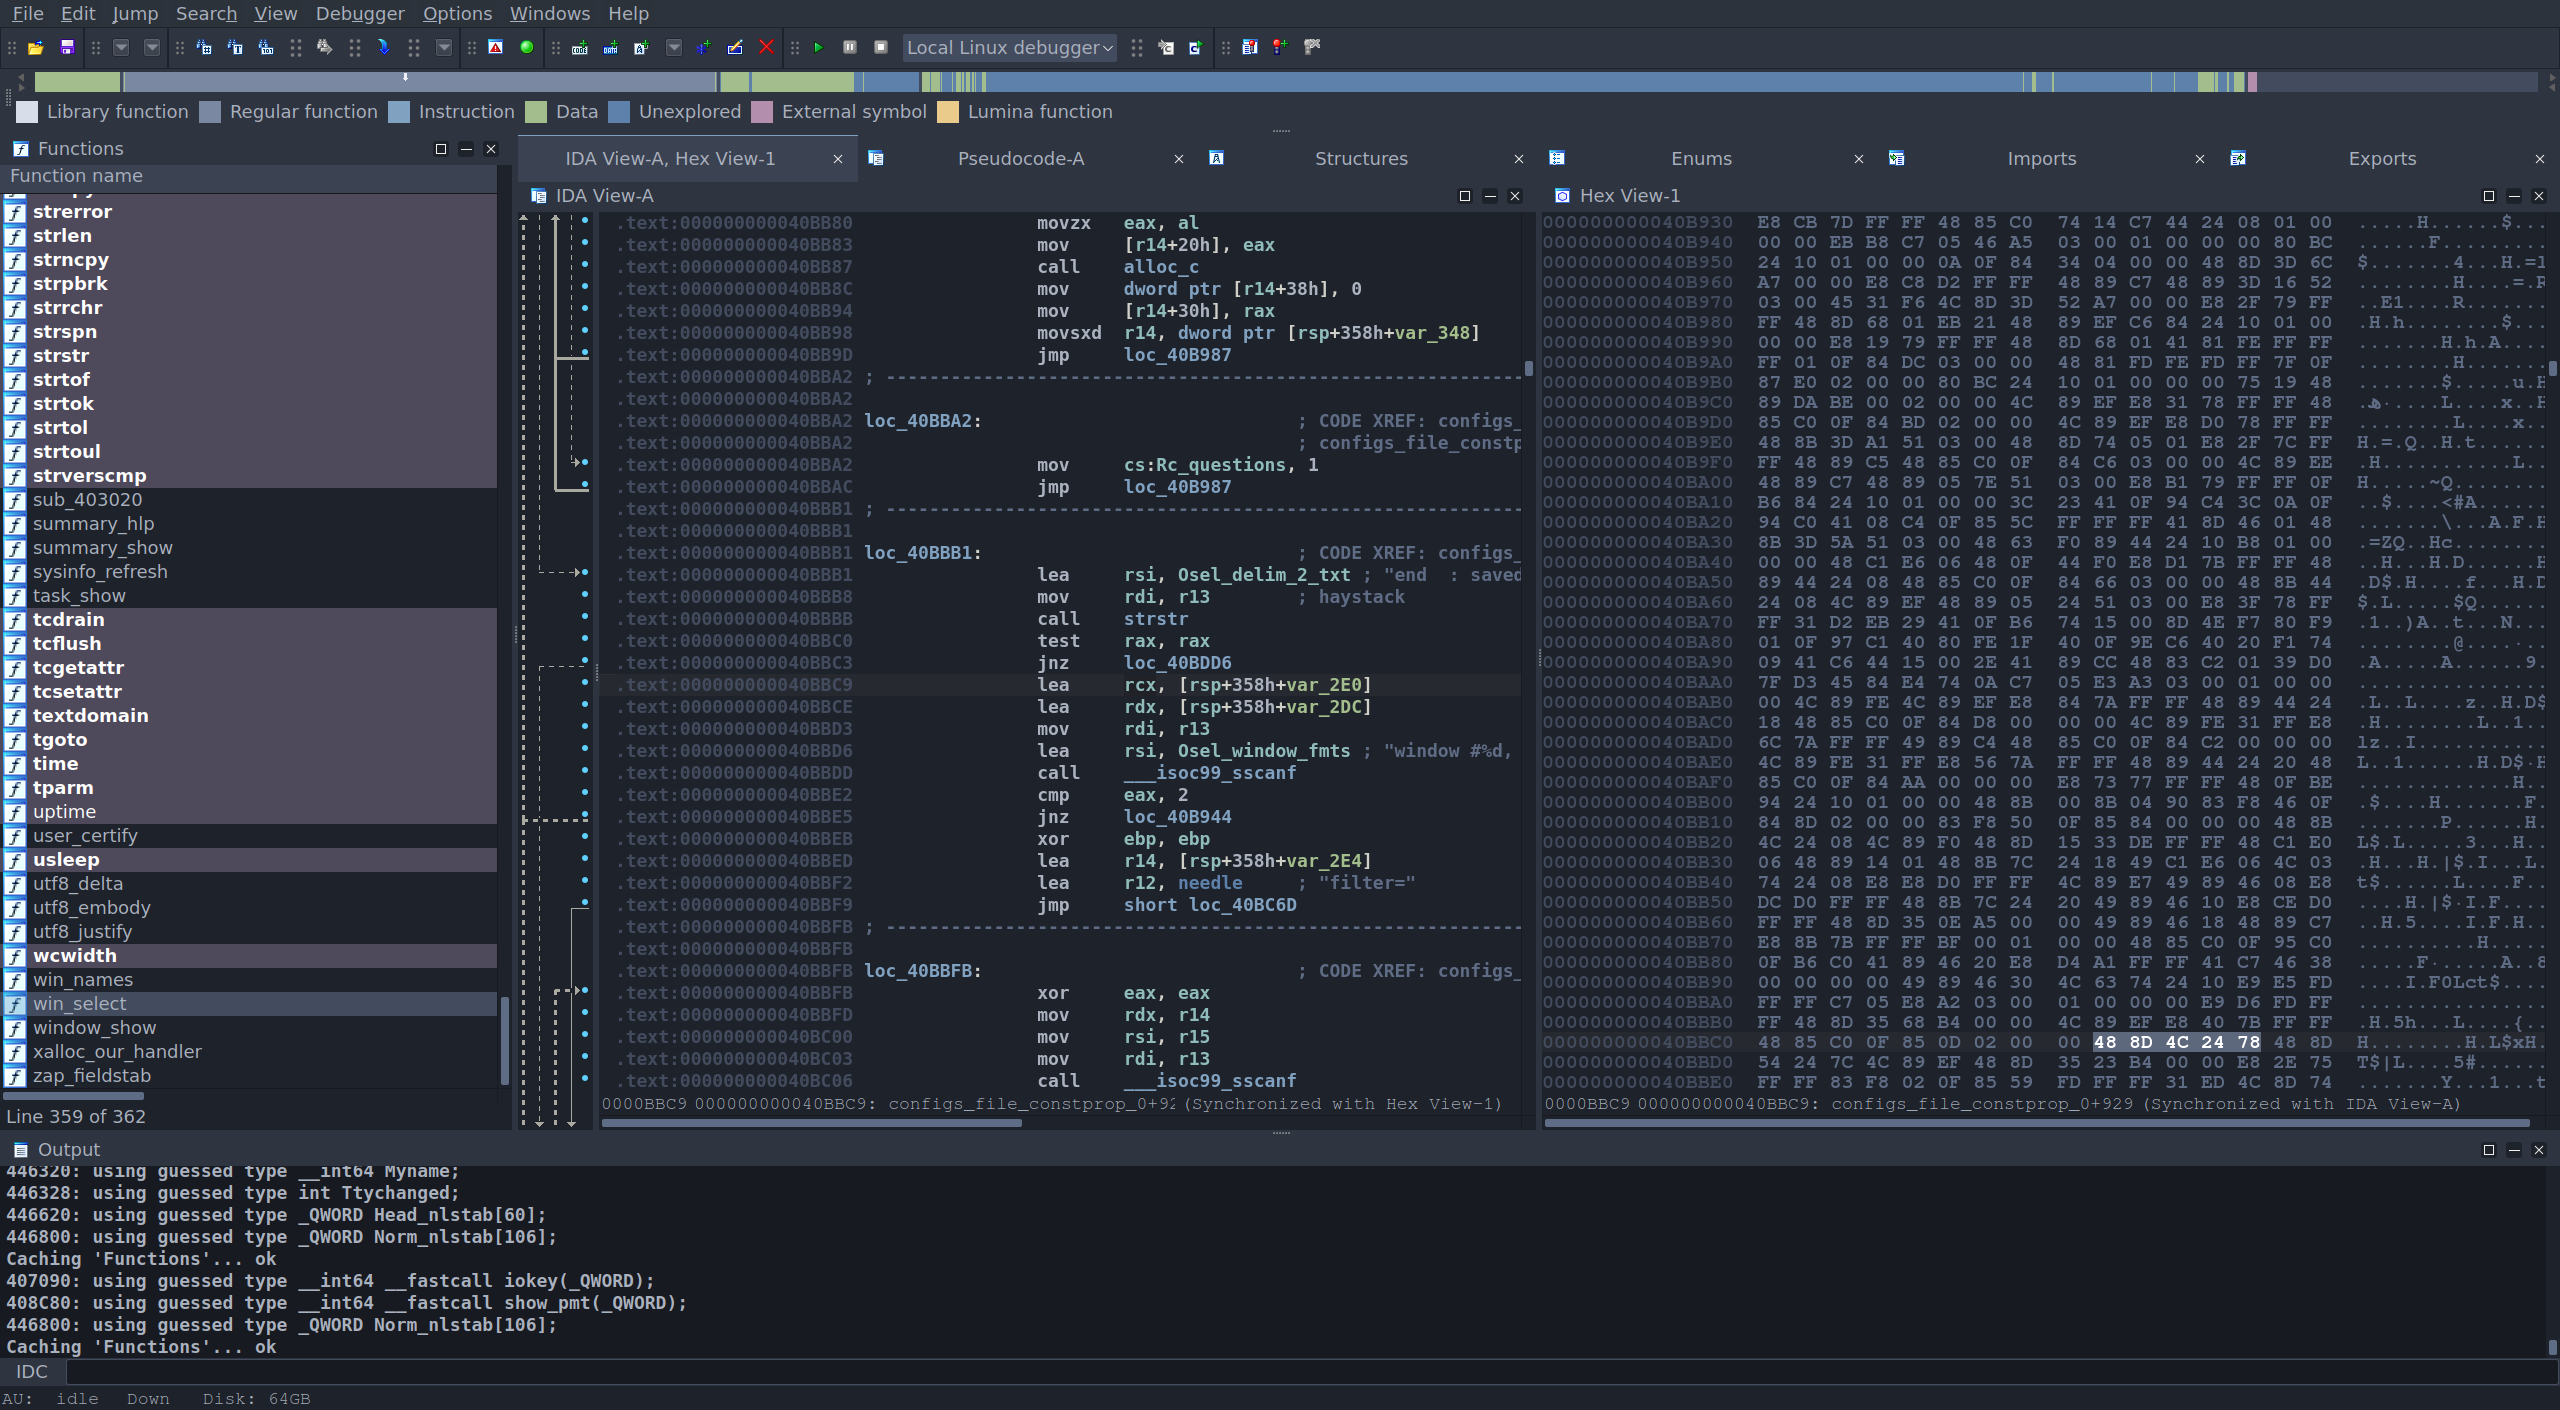 File Edit Jump Search View Debugger Options Windows Help
Local Linux debugger
Library function Regular function Instruction Data Unexplored External symbol Lumina function
Functions
Function name
strerror
strlen
strncpy
strpbrk
strrchr
strspn
strstr
strtof
strtok
strtol
strtoul
strverscmp
sub_403020
summary_hlp
summary_show
sysinfo_refresh
task_show
tcdrain
tcflush
tcgetattr
tcsetattr
textdomain
tgoto
time
tparm
uptime
user_certify
usleep
utf8_delta
utf8_embody
utf8_justify
wcwidth
win_names
win_select
window_show
xalloc_our_handler
zap_fieldstab
Line 359 of 362
IDA View-A, Hex View-1 Pseudocode-A Structures Enums Imports Exports
IDA View-A
.text:000000000040BB80 movzx eax, al
.text:000000000040BB83 mov [r14+20h], eax
.text:000000000040BB87 call alloc_c
.text:000000000040BB8C mov dword ptr [r14+38h], 0
.text:000000000040BB94 mov [r14+30h], rax
.text:000000000040BB98 movsxd r14, dword ptr [rsp+358h+var_348]
.text:000000000040BB9D jmp loc_40B987
.text:000000000040BBA2 ; ---------------------------------------------------------------------------
.text:000000000040BBA2
.text:000000000040BBA2 loc_40BBA2: ; CODE XREF: configs_
.text:000000000040BBA2 ; configs_file_constp
.text:000000000040BBA2 mov cs:Rc_questions, 1
.text:000000000040BBAC jmp loc_40B987
.text:000000000040BBB1 ; ---------------------------------------------------------------------------
.text:000000000040BBB1
.text:000000000040BBB1 loc_40BBB1: ; CODE XREF: configs_
.text:000000000040BBB1 lea rsi, Osel_delim_2_txt ; "end  : saved
.text:000000000040BBB8 mov rdi, r13 ; haystack
.text:000000000040BBBB call strstr
.text:000000000040BBC0 test rax, rax
.text:000000000040BBC3 jnz loc_40BDD6
.text:000000000040BBC9 lea rcx, [rsp+358h+var_2E0]
.text:000000000040BBCE lea rdx, [rsp+358h+var_2DC]
.text:000000000040BBD3 mov rdi, r13
.text:000000000040BBD6 lea rsi, Osel_window_fmts ; "window #%d,
.text:000000000040BBDD call ___isoc99_sscanf
.text:000000000040BBE2 cmp eax, 2
.text:000000000040BBE5 jnz loc_40B944
.text:000000000040BBEB xor ebp, ebp
.text:000000000040BBED lea r14, [rsp+358h+var_2E4]
.text:000000000040BBF2 lea r12, needle ; "filter="
.text:000000000040BBF9 jmp short loc_40BC6D
.text:000000000040BBFB ; ---------------------------------------------------------------------------
.text:000000000040BBFB
.text:000000000040BBFB loc_40BBFB: ; CODE XREF: configs_
.text:000000000040BBFB xor eax, eax
.text:000000000040BBFD mov rdx, r14
.text:000000000040BC00 mov rsi, r15
.text:000000000040BC03 mov rdi, r13
.text:000000000040BC06 call ___isoc99_sscanf
0000BBC9 000000000040BBC9: configs_file_constprop_0+92 (Synchronized with Hex View-1)
Hex View-1
000000000040B930 E8 CB 7D FF FF 48 85 C0 74 14 C7 44 24 08 01 00 .....H......$...
000000000040B940 00 00 EB B8 C7 05 46 A5 03 00 01 00 00 00 80 BC ......F.........
000000000040B950 24 10 01 00 00 0A 0F 84 34 04 00 00 48 8D 3D 6C $.......4...H.=l
000000000040B960 A7 00 00 E8 C8 D2 FF FF 48 89 C7 48 89 3D 16 52 ........H....=.R
000000000040B970 03 00 45 31 F6 4C 8D 3D 52 A7 00 00 E8 2F 79 FF
000000000040B980 FF 48 8D 68 01 EB 21 48 89 EF C6 84 24 10 01 00
000000000040B990 00 00 E8 19 79 FF FF 48 8D 68 01 41 81 FE FF FF
000000000040B9A0 FF 01 0F 84 DC 03 00 00 48 81 FD FE FD FF 7F 0F
000000000040B9B0 87 E0 02 00 00 80 BC 24 10 01 00 00 00 75 19 48
000000000040B9C0 89 DA BE 00 02 00 00 4C 89 EF E8 31 78 FF FF 48
000000000040B9D0 85 C0 0F 84 BD 02 00 00 4C 89 EF E8 D0 78 FF FF
000000000040B9E0 48 8B 3D A1 51 03 00 48 8D 74 05 01 E8 2F 7C FF
000000000040B9F0 FF 48 89 C5 48 85 C0 0F 84 C6 03 00 00 4C 89 EE
000000000040BA00 48 89 C7 48 89 05 7E 51 03 00 E8 B1 79 FF FF 0F
000000000040BA10 B6 84 24 10 01 00 00 3C 23 41 0F 94 C4 3C 0A 0F
000000000040BA20 94 C0 41 08 C4 0F 85 5C FF FF FF 41 8D 46 01 48
000000000040BA30 8B 3D 5A 51 03 00 48 63 F0 89 44 24 10 B8 01 00
000000000040BA40 00 00 48 C1 E6 06 48 0F 44 F0 E8 D1 7B FF FF 48
000000000040BA50 89 44 24 08 48 85 C0 0F 84 66 03 00 00 48 8B 44
000000000040BA60 24 08 4C 89 EF 48 89 05 24 51 03 00 E8 3F 78 FF
000000000040BA70 FF 31 D2 EB 29 41 0F B6 74 15 00 8D 4E F7 80 F9
000000000040BA80 01 0F 97 C1 40 80 FE 1F 40 0F 9E C6 40 20 F1 74
000000000040BA90 09 41 C6 44 15 00 2E 41 89 CC 48 83 C2 01 39 D0
000000000040BAA0 7F D3 45 84 E4 74 0A C7 05 E3 A3 03 00 01 00 00
000000000040BAB0 00 4C 89 FE 4C 89 EF E8 84 7A FF FF 48 89 44 24
000000000040BAC0 18 48 85 C0 0F 84 D8 00 00 00 4C 89 FE 31 FF E8
000000000040BAD0 6C 7A FF FF 49 89 C4 48 85 C0 0F 84 C2 00 00 00
000000000040BAE0 4C 89 FE 31 FF E8 56 7A FF FF 48 89 44 24 20 48
000000000040BAF0 85 C0 0F 84 AA 00 00 00 E8 73 77 FF FF 48 0F BE
000000000040BB00 94 24 10 01 00 00 48 8B 00 8B 04 90 83 F8 46 0F
000000000040BB10 84 8D 02 00 00 83 F8 50 0F 85 84 00 00 00 48 8B
000000000040BB20 4C 24 08 4C 89 F0 48 8D 15 33 DE FF FF 48 C1 E0
000000000040BB30 06 48 89 14 01 48 8B 7C 24 18 49 C1 E6 06 4C 03
000000000040BB40 74 24 08 E8 E8 D0 FF FF 4C 89 E7 49 89 46 08 E8
000000000040BB50 DC D0 FF FF 48 8B 7C 24 20 49 89 46 10 E8 CE D0
000000000040BB60 FF FF 48 8D 35 0E A5 00 00 49 89 46 18 48 89 C7
000000000040BB70 E8 8B 7B FF FF BF 00 01 00 00 48 85 C0 0F 95 C0
000000000040BB80 0F B6 C0 41 89 46 20 E8 D4 A1 FF FF 41 C7 46 38
000000000040BB90 00 00 00 00 49 89 46 30 4C 63 74 24 10 E9 E5 FD
000000000040BBA0 FF FF C7 05 E8 A2 03 00 01 00 00 00 E9 D6 FD FF
000000000040BBB0 FF 48 8D 35 68 B4 00 00 4C 89 EF E8 40 7B FF FF
000000000040BBC0 48 85 C0 0F 85 0D 02 00 00 48 8D 4C 24 78 48 8D
000000000040BBD0 54 24 7C 4C 89 EF 48 8D 35 23 B4 00 00 E8 2E 75
000000000040BBE0 FF FF 83 F8 02 0F 85 59 FD FF FF 31 ED 4C 8D 74
0000BBC9 000000000040BBC9: configs_file_constprop_0+929 (Synchronized with IDA View-A)
Output
446320: using guessed type __int64 Myname;
446328: using guessed type int Ttychanged;
446620: using guessed type _QWORD Head_nlstab[60];
446800: using guessed type _QWORD Norm_nlstab[106];
Caching 'Functions'... ok
407090: using guessed type __int64 __fastcall iokey(_QWORD);
408C80: using guessed type __int64 __fastcall show_pmt(_QWORD);
446800: using guessed type _QWORD Norm_nlstab[106];
Caching 'Functions'... ok
IDC
AU: idle Down Disk: 64GB